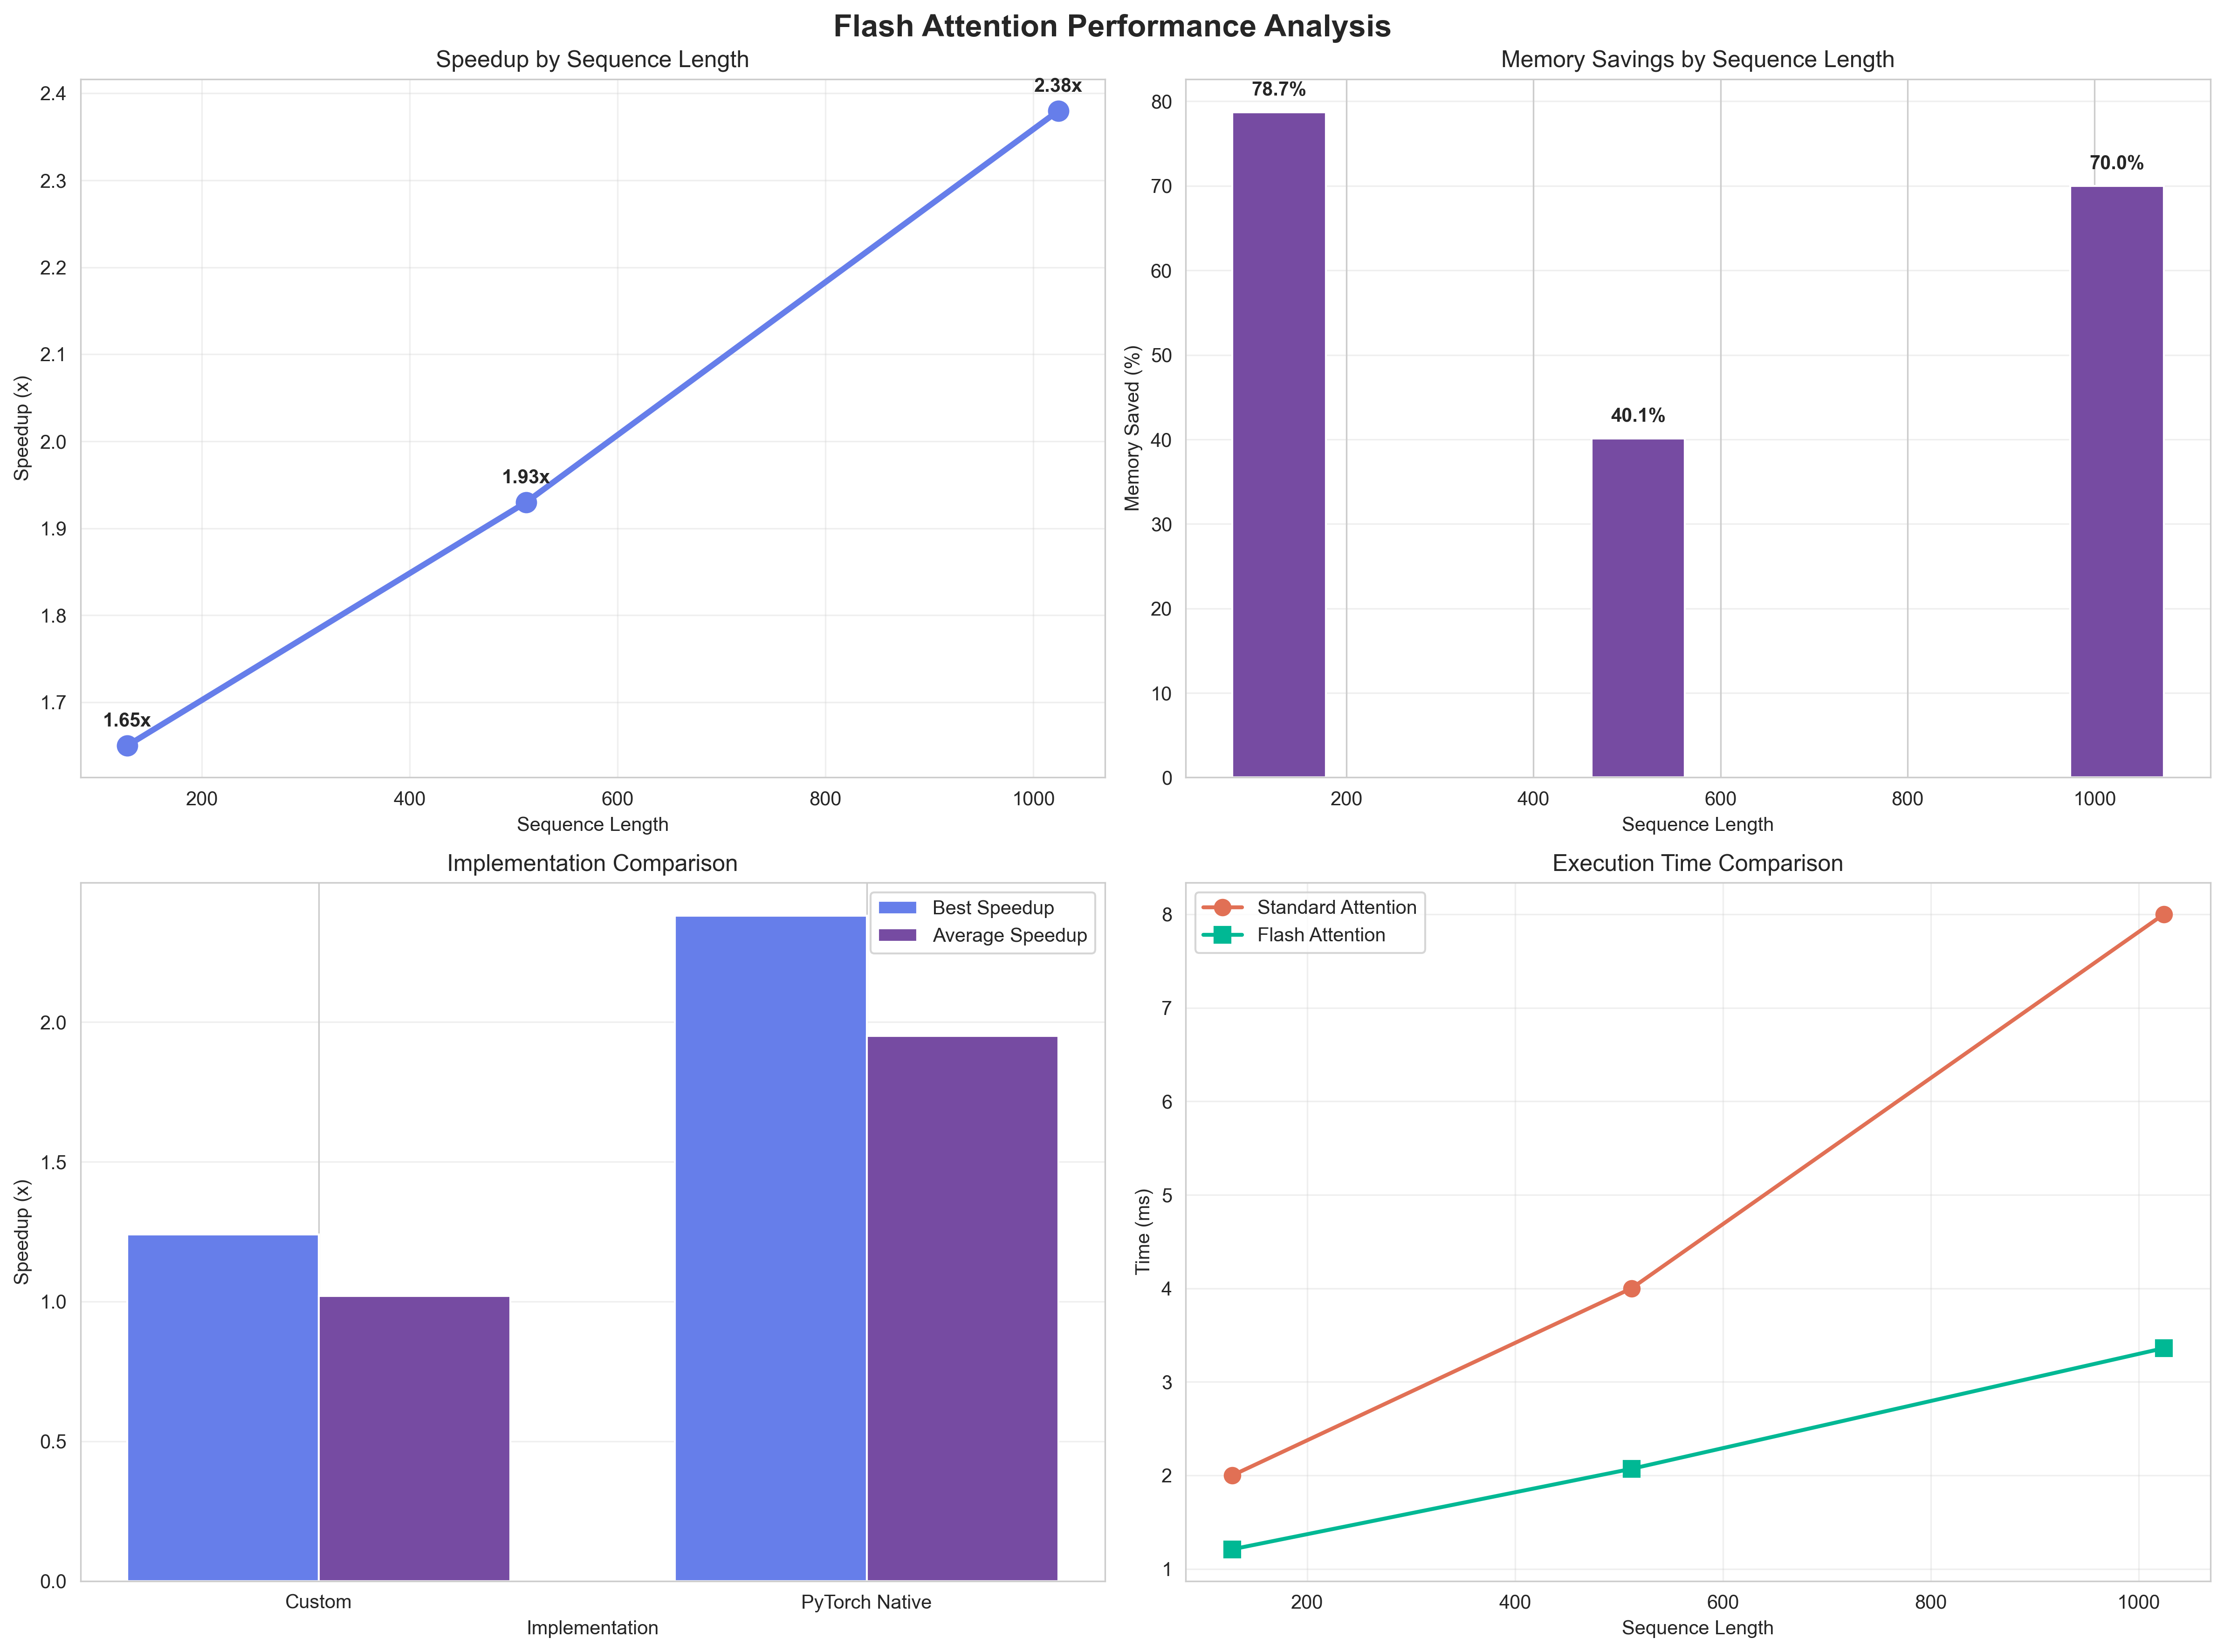 Flash Attention Performance Analysis
Speedup by Sequence Length
2.4
2.3
2.2
2.1
2.0
1.9
1.8
1.7
Speedup (x)
1.65x
1.93x
2.38x
200
400
600
800
1000
Sequence Length
Memory Savings by Sequence Length
80
70
60
50
40
30
20
10
0
Memory Saved (%)
78.7%
40.1%
70.0%
200
400
600
800
1000
Sequence Length
Implementation Comparison
Best Speedup
Average Speedup
2.0
1.5
1.0
0.5
0.0
Speedup (x)
Custom
PyTorch Native
Implementation
Execution Time Comparison
Standard Attention
Flash Attention
8
7
6
5
4
3
2
1
Time (ms)
200
400
600
800
1000
Sequence Length